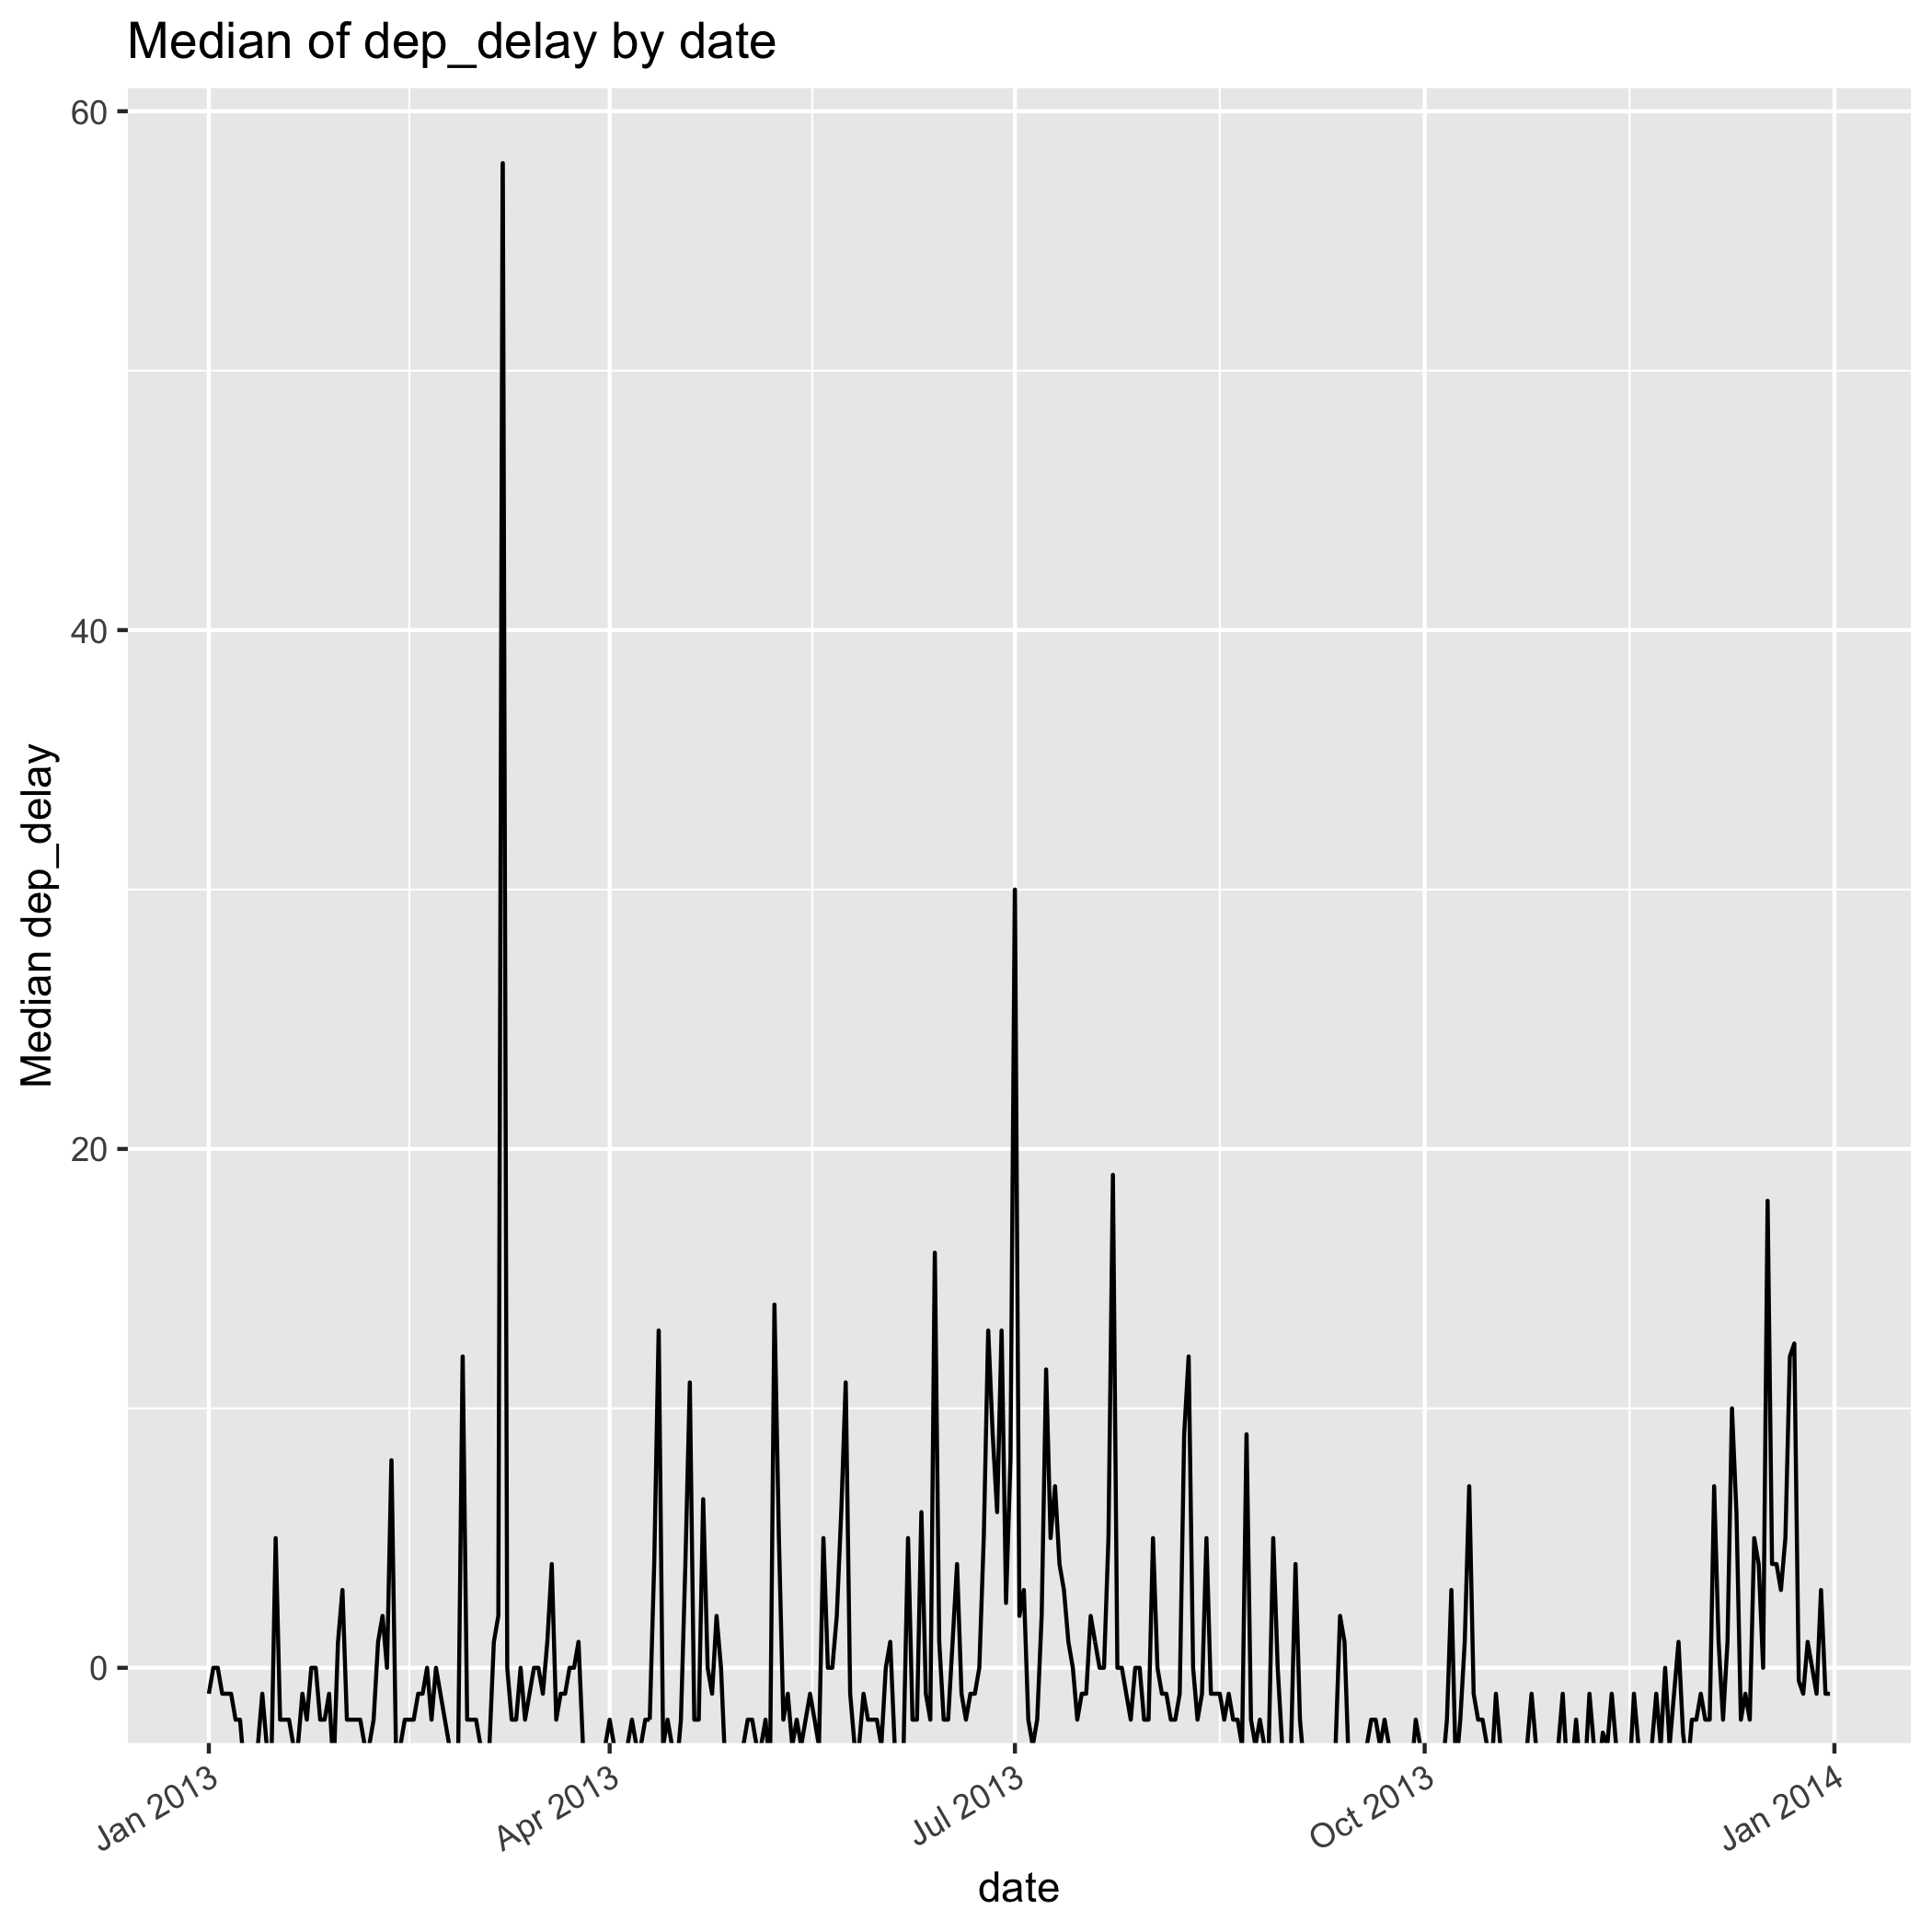 Median of dep_delay by date
Median dep_delay
60
40
20
0
Jan 2013
Apr 2013
Jul 2013
Oct 2013
Jan 2014
date